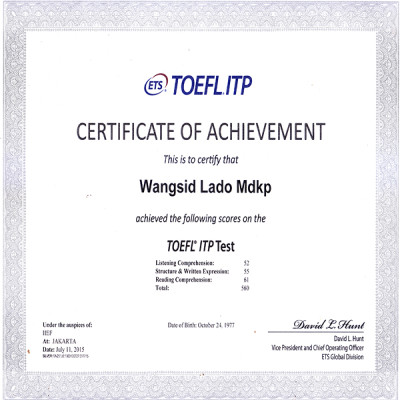 ETS TOEFL ITP
CERTIFICATE OF ACHIEVEMENT
This is to certify that
Wangsid Lado Mdkp
achieved the following scores on the
TOEFL® ITP Test
Listening Comprehension: 52
Structure & Written Expression: 55
Reading Comprehension: 61
Total: 560
Under the auspices of:
IIEF
At: JAKARTA
Date: July 11, 2015
Date of Birth: October 24, 1977
David L. Hunt
David L. Hunt
Vice President and Chief Operating Officer
ETS Global Division